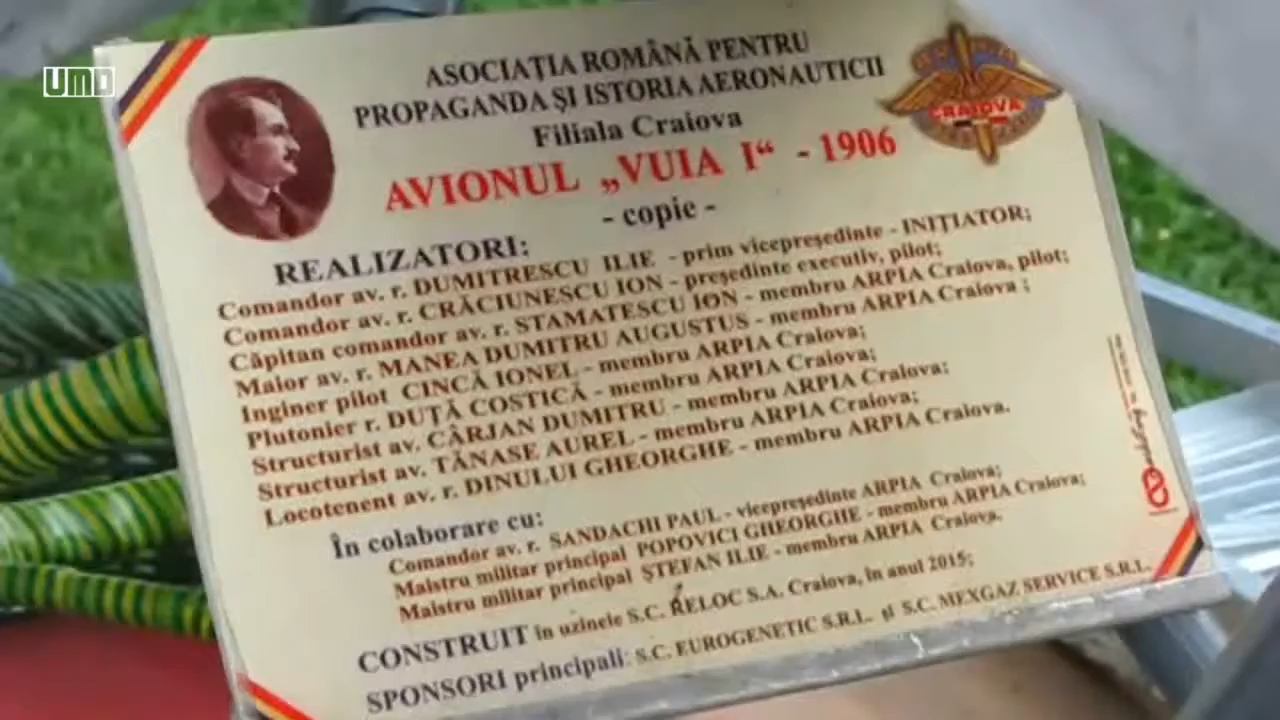 UMD
ASOCIAȚIA ROMÂNĂ PENTRU
PROPAGANDA ȘI ISTORIA AERONAUTICII
Filiala Craiova
CRAIOVA
AVIONUL „VUIA I“ - 1906
- copie -
REALIZATORI:
Comandor av. r. DUMITRESCU ILIE - prim vicepreședinte - INIȚIATOR;
Comandor av. r. CRĂCIUNESCU ION - președinte executiv, pilot;
Căpitan comandor av. r. STAMATESCU ION - membru ARPIA Craiova, pilot;
Maior av. r. MANEA DUMITRU AUGUSTUS - membru ARPIA Craiova ;
Inginer pilot CINCĂ IONEL - membru ARPIA Craiova;
Plutonier r. DUȚĂ COSTICĂ - membru ARPIA Craiova;
Structurist av. CÂRJAN DUMITRU - membru ARPIA Craiova;
Structurist av. TĂNASE AUREL - membru ARPIA Craiova;
Locotenent av. r. DINULUI GHEORGHE - membru ARPIA Craiova.
În colaborare cu:
Comandor av. r. SANDACHI PAUL - vicepreședinte ARPIA Craiova;
Maistru militar principal POPOVICI GHEORGHE - membru ARPIA Craiova;
Maistru militar principal ȘTEFAN ILIE - membru ARPIA Craiova.
CONSTRUIT în uzinele S.C. RELOC S.A. Craiova, în anul 2015;
SPONSORI principali: S.C. EUROGENETIC S.R.L. și S.C. MEXGAZ SERVICE S.R.L.